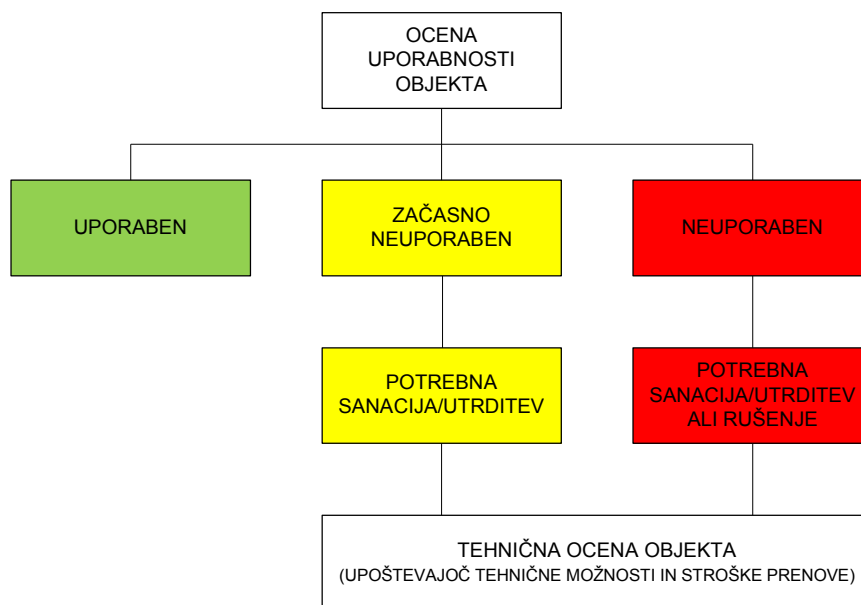 OCENA
UPORABNOSTI
OBJEKTA
UPORABEN
ZAČASNO
NEUPORABEN
NEUPORABEN
POTREBNA
SANACIJA/UTRDITEV
POTREBNA
SANACIJA/UTRDITEV
ALI RUŠENJE
TEHNIČNA OCENA OBJEKTA
(UPOŠTEVAJOČ TEHNIČNE MOŽNOSTI IN STROŠKE PRENOVE)